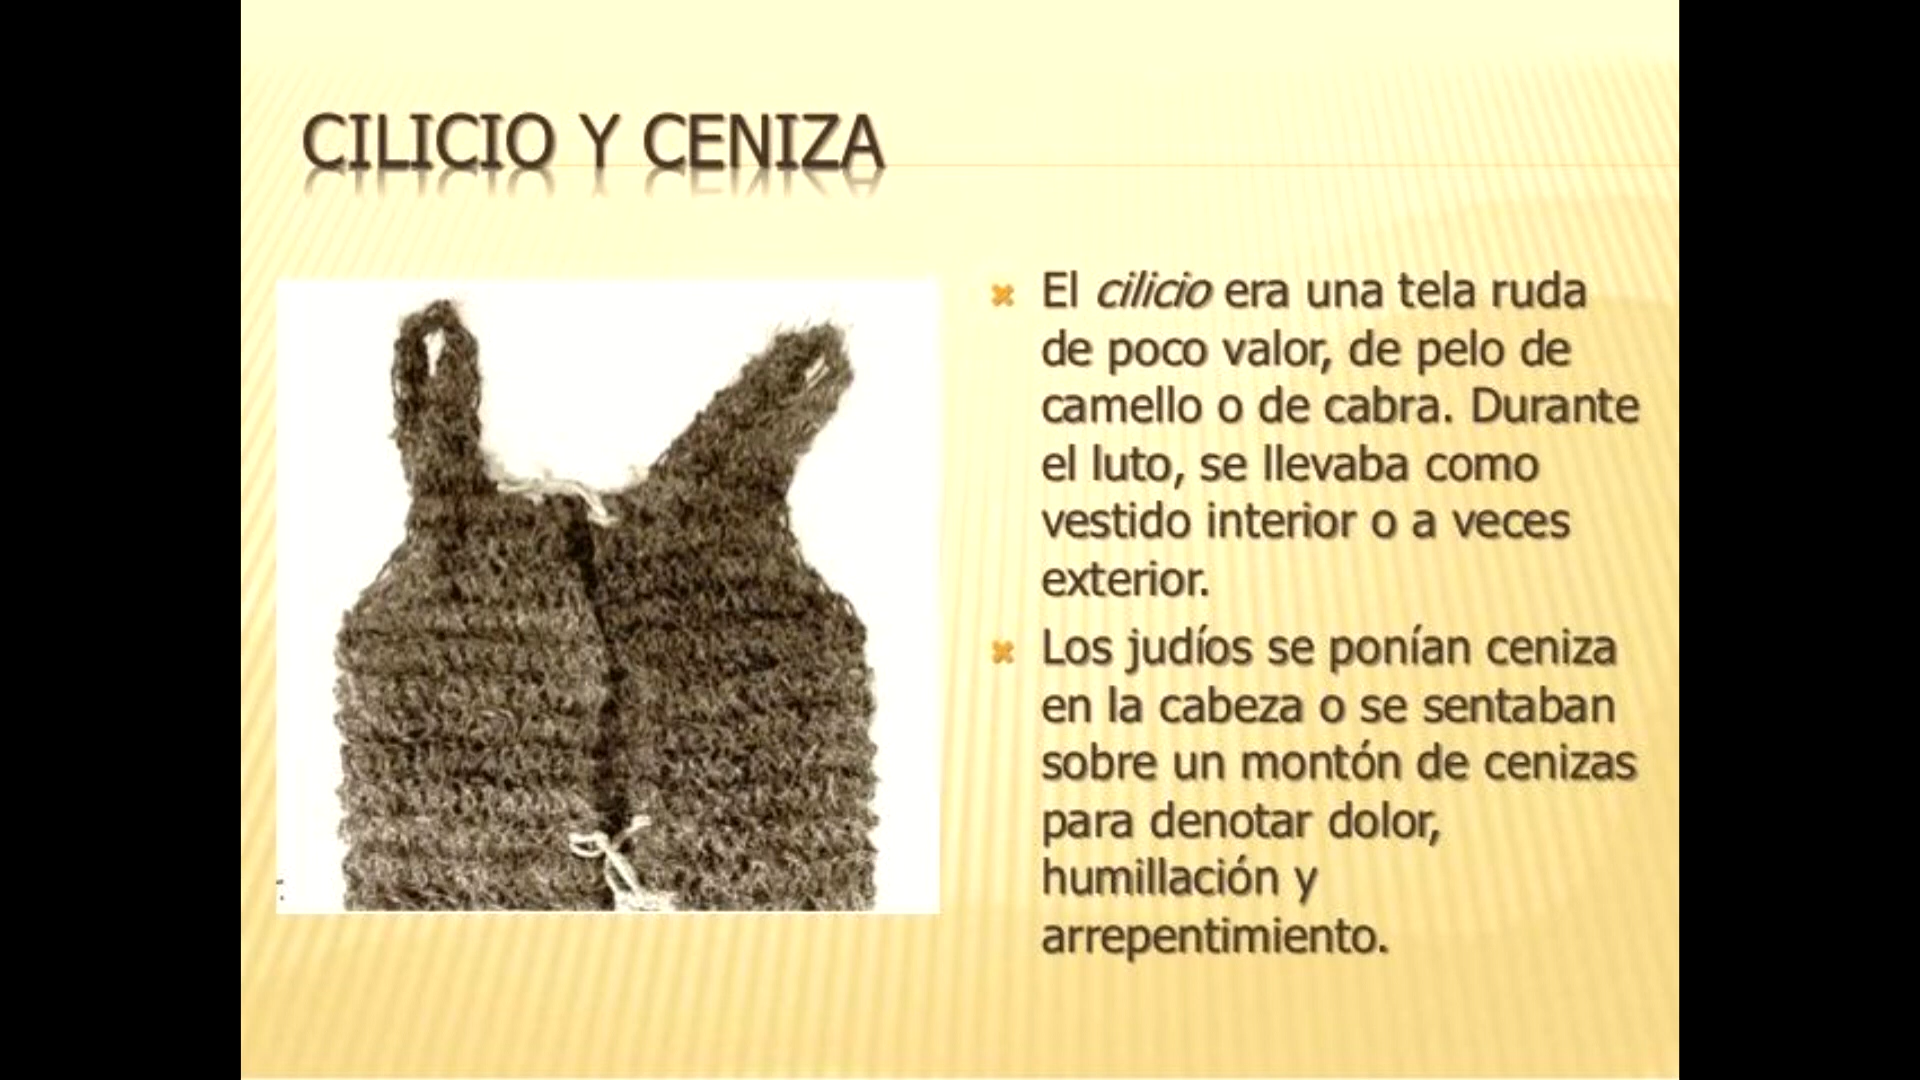 CILICIO Y CENIZA
El cilicio era una tela ruda
de poco valor, de pelo de
camello o de cabra. Durante
el luto, se llevaba como
vestido interior o a veces
exterior.
Los judíos se ponían ceniza
en la cabeza o se sentaban
sobre un montón de cenizas
para denotar dolor,
humillación y
arrepentimiento.